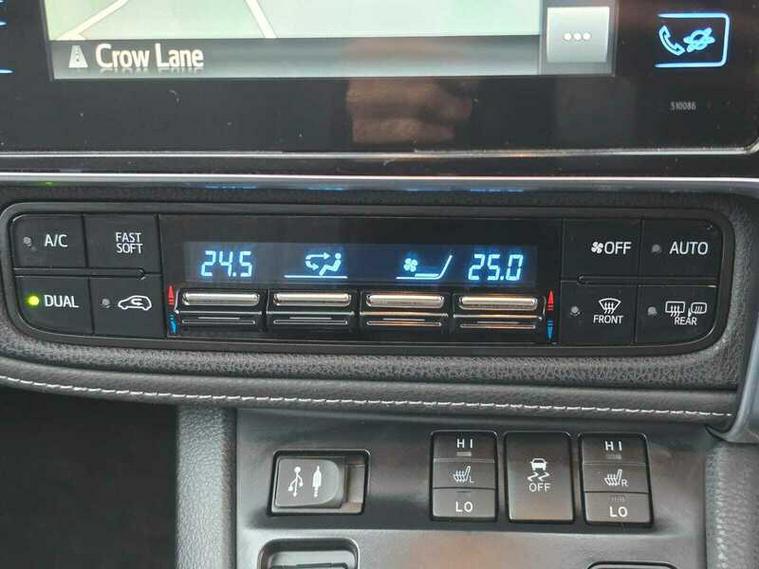 Crow Lane
510086
A/C
FAST
SOFT
24.5
25.0
OFF
AUTO
DUAL
FRONT
REAR
HI
HI
L
OFF
R
LO
LO